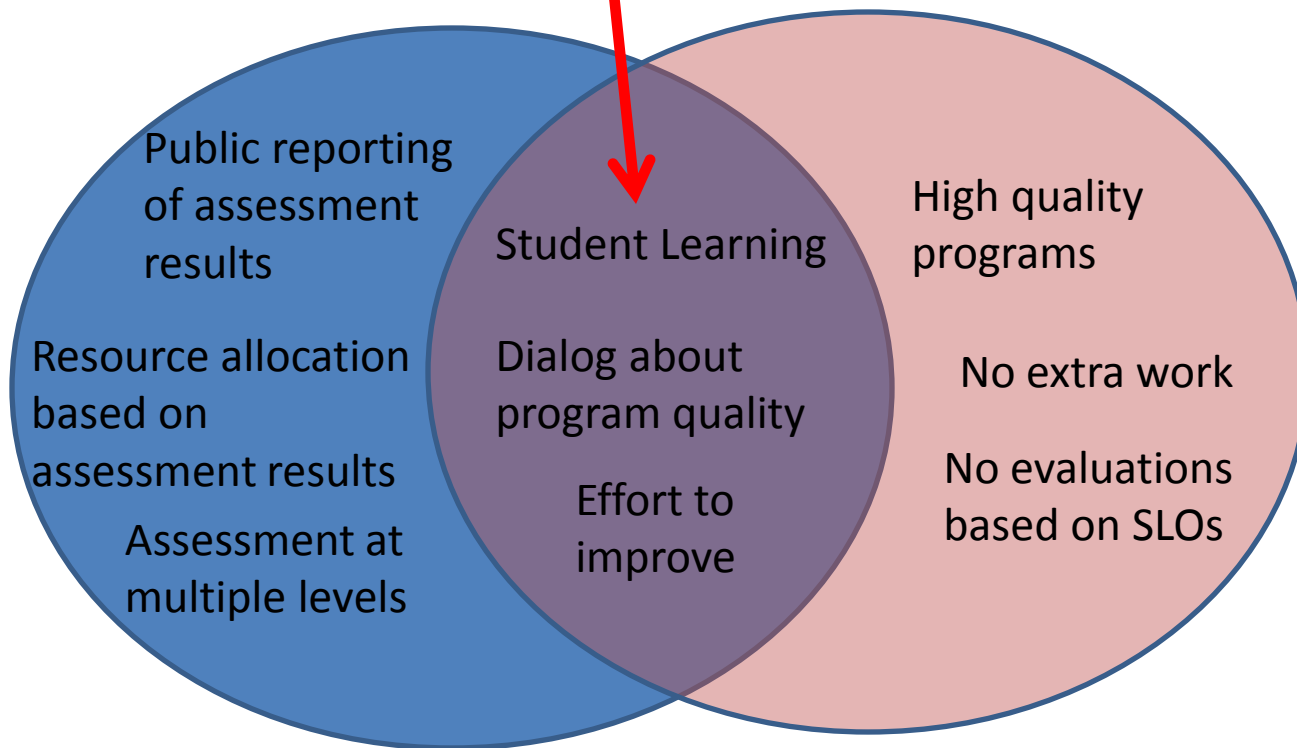 Public reporting
of assessment
results
Resource allocation
based on
assessment results
Assessment at
multiple levels
Student Learning
Dialog about
program quality
Effort to
improve
High quality
programs
No extra work
No evaluations
based on SLOs